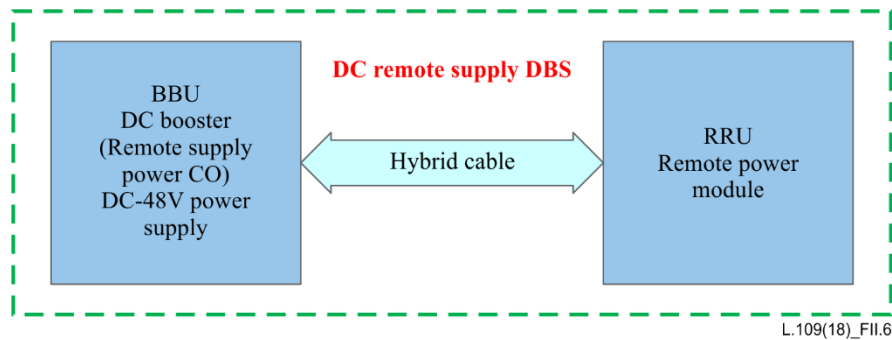 DC remote supply DBS
BBU
DC booster
(Remote supply
power CO)
DC-48V power
supply
Hybrid cable
RRU
Remote power
module
L.109(18)_FII.6